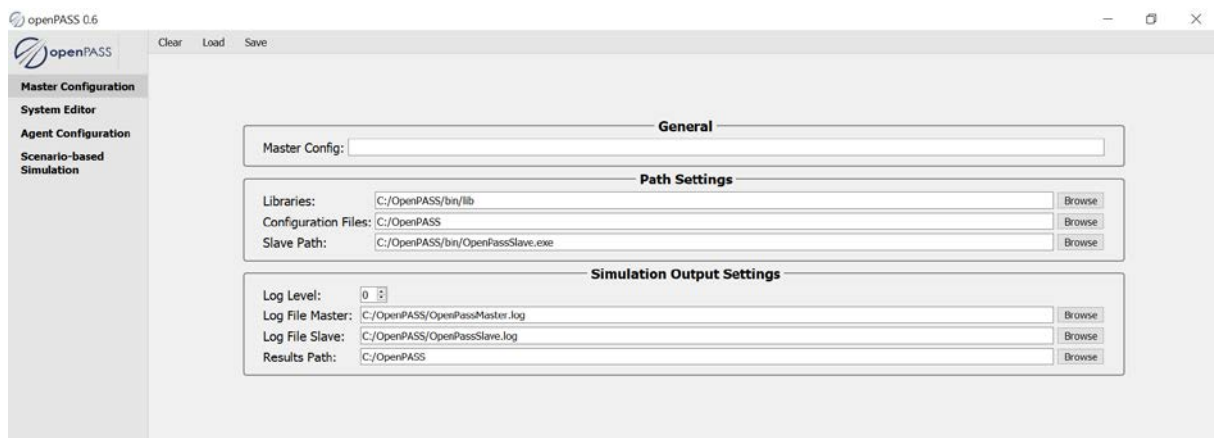 openPASS 0.6
openPASS
Clear Load Save
Master Configuration
System Editor
Agent Configuration
Scenario-based
Simulation
General
Master Config:
Path Settings
Libraries: C:/OpenPASS/bin/lib Browse
Configuration Files: C:/OpenPASS Browse
Slave Path: C:/OpenPASS/bin/OpenPassSlave.exe Browse
Simulation Output Settings
Log Level: 0
Log File Master: C:/OpenPASS/OpenPassMaster.log Browse
Log File Slave: C:/OpenPASS/OpenPassSlave.log Browse
Results Path: C:/OpenPASS Browse